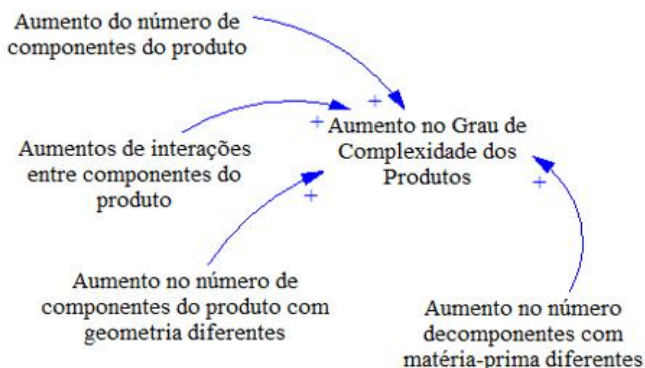 Aumento do número de
componentes do produto
+
+
Aumento no Grau de
Complexidade dos
Produtos
Aumentos de interações
entre componentes do
produto
+
+
Aumento no número de
componentes do produto com
geometria diferentes
Aumento no número
decomponentes com
matéria-prima diferentes